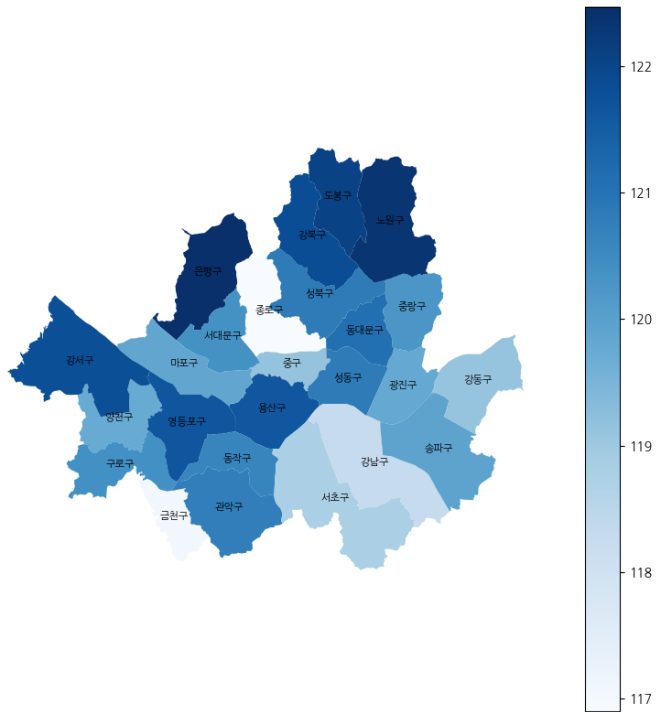 122
121
120
119
118
117
도봉구
노원구
강북구
은평구
성북구
종로구
중랑구
동대문구
서대문구
강서구
마포구
중구
성동구
광진구
강동구
양천구
영등포구
용산구
송파구
구로구
동작구
강남구
서초구
관악구
금천구